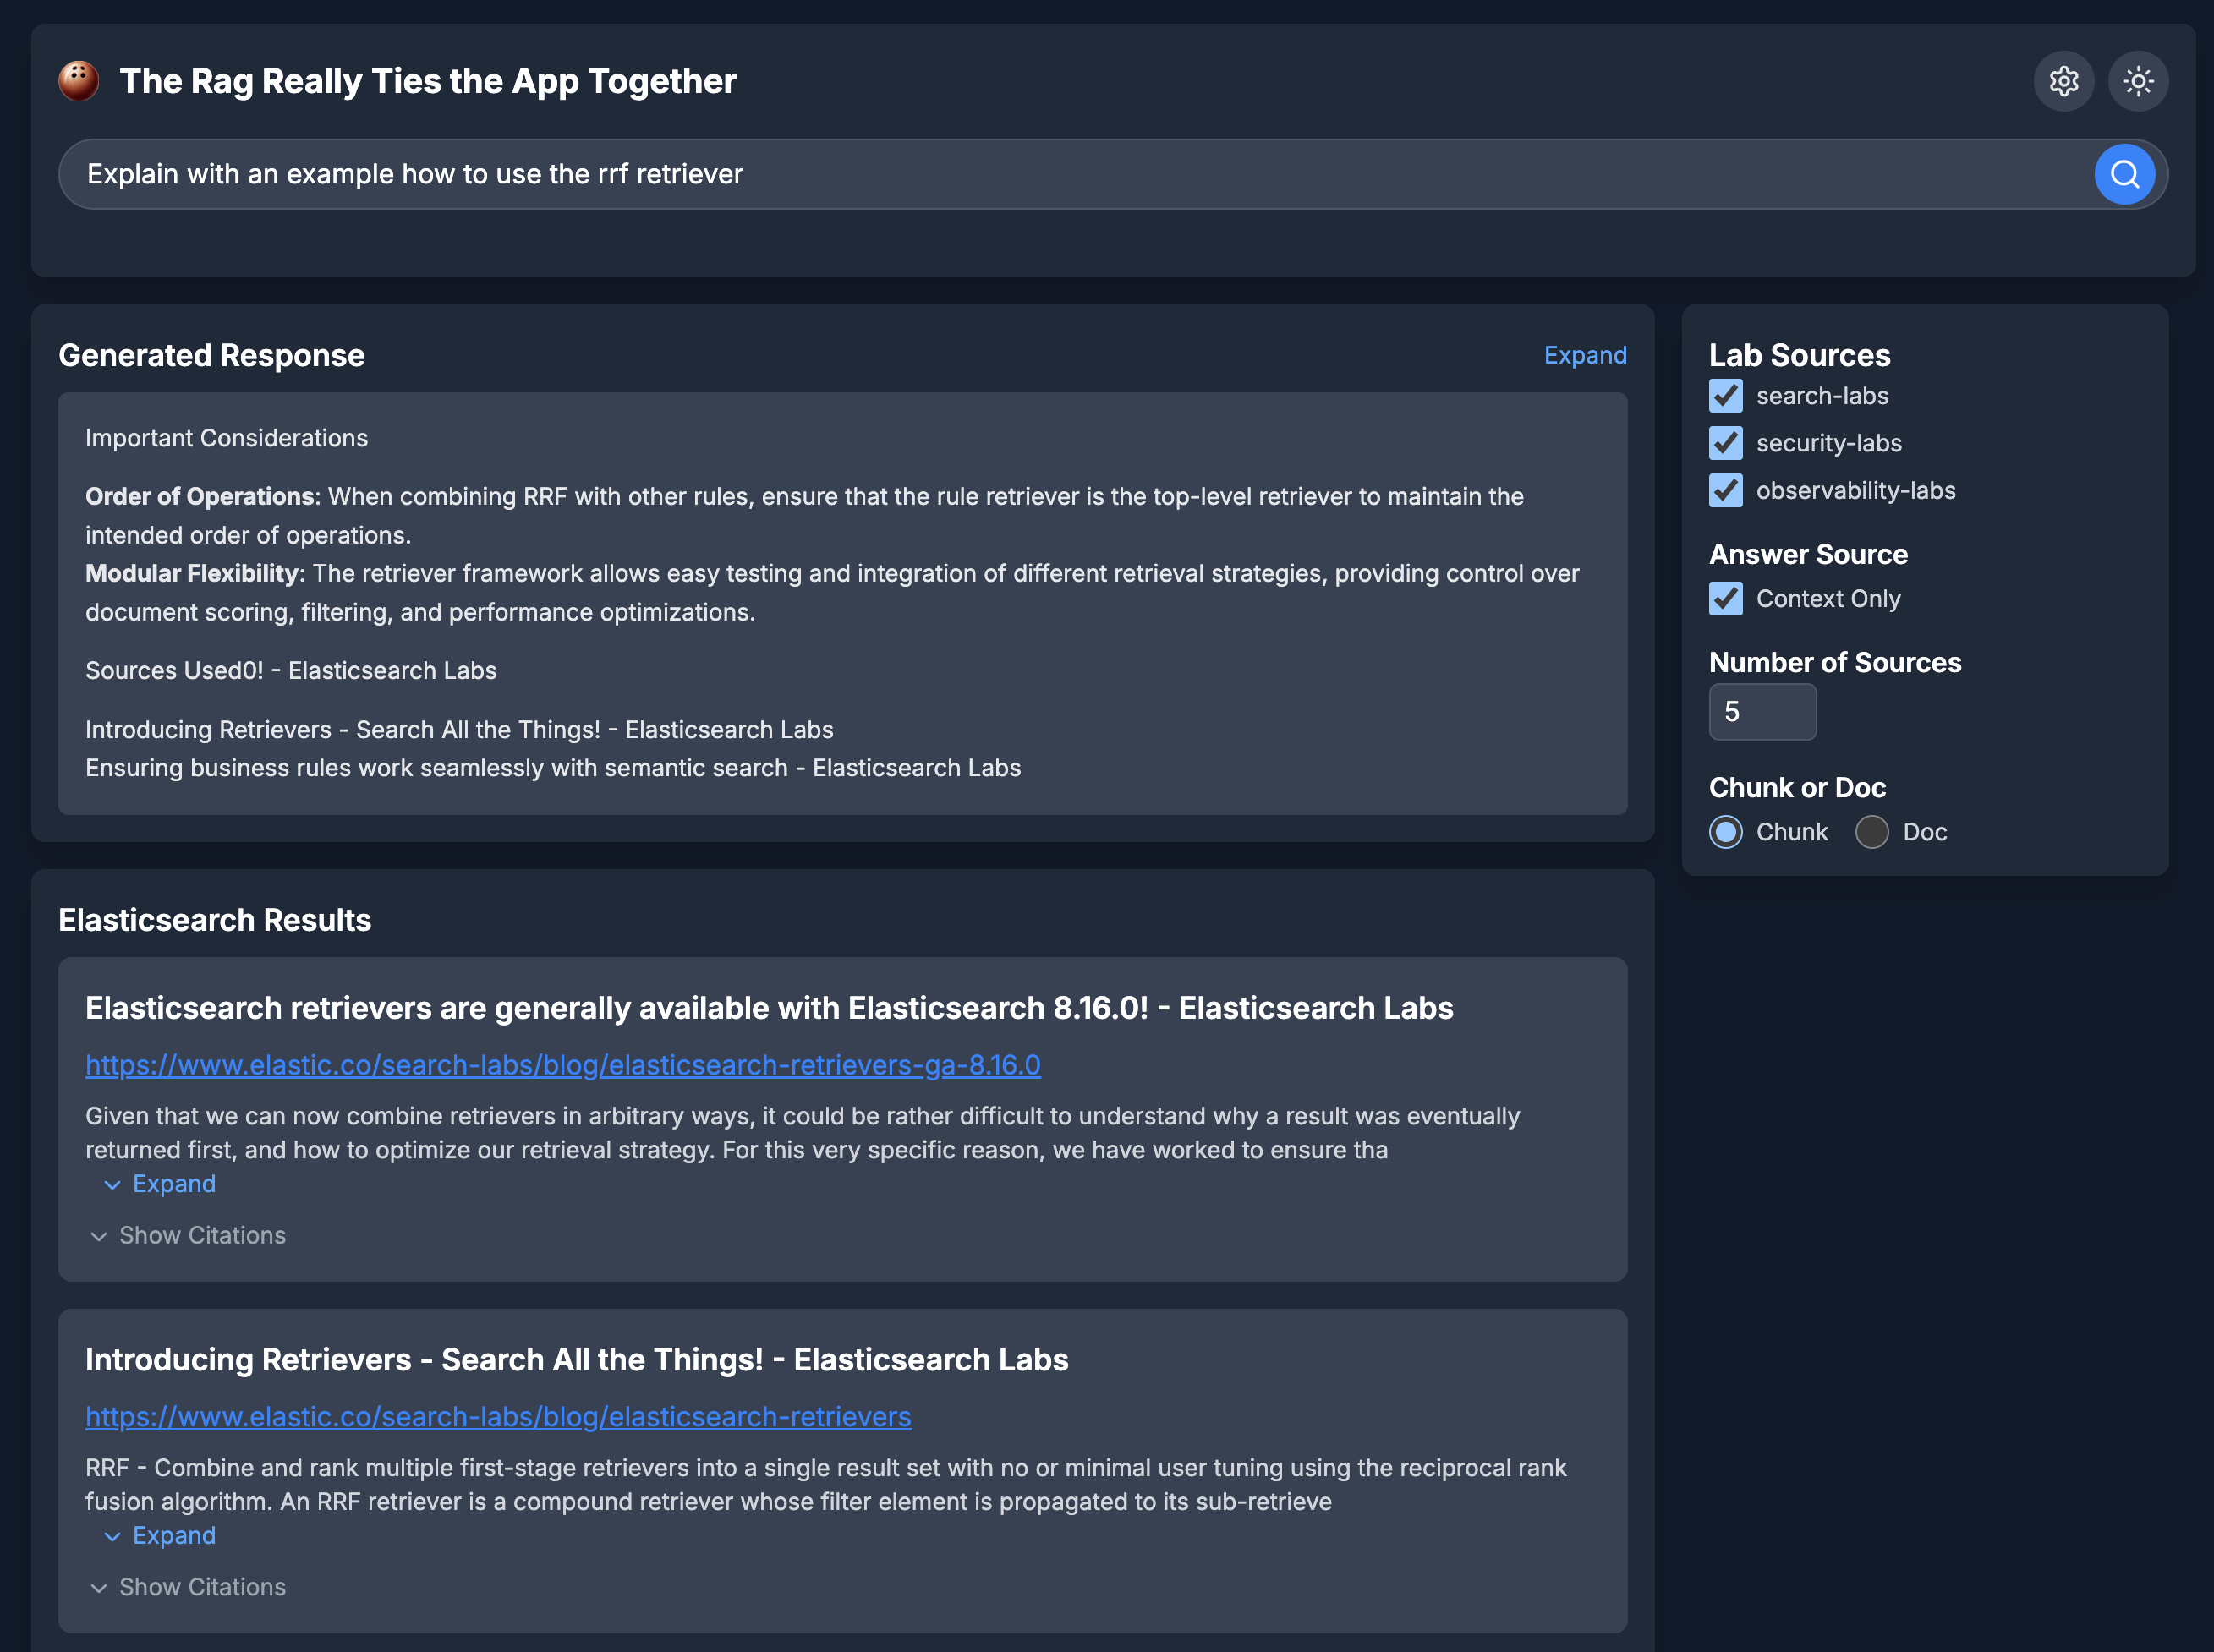 The Rag Really Ties the App Together
Explain with an example how to use the rrf retriever
Generated Response
Expand
Important Considerations
Order of Operations: When combining RRF with other rules, ensure that the rule retriever is the top-level retriever to maintain the
intended order of operations.
Modular Flexibility: The retriever framework allows easy testing and integration of different retrieval strategies, providing control over
document scoring, filtering, and performance optimizations.
Sources Used0! - Elasticsearch Labs
Introducing Retrievers - Search All the Things! - Elasticsearch Labs
Ensuring business rules work seamlessly with semantic search - Elasticsearch Labs
Lab Sources
search-labs
security-labs
observability-labs
Answer Source
Context Only
Number of Sources
5
Chunk or Doc
Chunk
Doc
Elasticsearch Results
Elasticsearch retrievers are generally available with Elasticsearch 8.16.0! - Elasticsearch Labs
https://www.elastic.co/search-labs/blog/elasticsearch-retrievers-ga-8.16.0
Given that we can now combine retrievers in arbitrary ways, it could be rather difficult to understand why a result was eventually
returned first, and how to optimize our retrieval strategy. For this very specific reason, we have worked to ensure tha
Expand
Show Citations
Introducing Retrievers - Search All the Things! - Elasticsearch Labs
https://www.elastic.co/search-labs/blog/elasticsearch-retrievers
RRF - Combine and rank multiple first-stage retrievers into a single result set with no or minimal user tuning using the reciprocal rank
fusion algorithm. An RRF retriever is a compound retriever whose filter element is propagated to its sub-retrieve
Expand
Show Citations